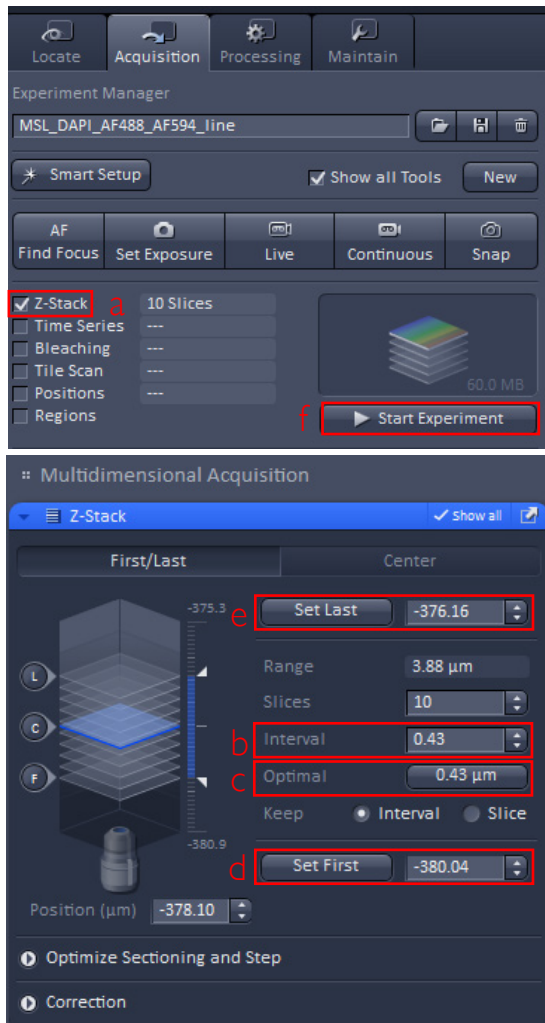 Locate Acquisition Processing Maintain
Experiment Manager
MSL_DAPI_AF488_AF594_line
Smart Setup Show all Tools New
AF
Find Focus Set Exposure Live Continuous Snap
Z-Stack a 10 Slices
Time Series ---
Bleaching ---
Tile Scan ---
Positions ---
60.0 MB
Regions
f Start Experiment
Multidimensional Acquisition
Z-Stack Show all
First/Last Center
-375.3 e Set Last -376.16
L Range 3.88 µm
Slices 10
C b Interval 0.43
F c Optimal 0.43 µm
Keep Interval Slice
-380.9
d Set First -380.04
Position (µm) -378.10
Optimize Sectioning and Step
Correction